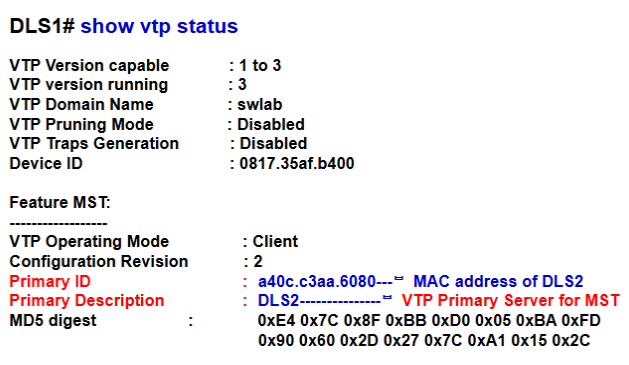 DLS1# show vtp status
VTP Version capable : 1 to 3
VTP version running : 3
VTP Domain Name : swlab
VTP Pruning Mode : Disabled
VTP Traps Generation : Disabled
Device ID : 0817.35af.b400
Feature MST:
------------------
VTP Operating Mode : Client
Configuration Revision : 2
Primary ID : a40c.c3aa.6080--- MAC address of DLS2
Primary Description : DLS2--------------- VTP Primary Server for MST
MD5 digest : 0xE4 0x7C 0x8F 0xBB 0xD0 0x05 0xBA 0xFD
0x90 0x60 0x2D 0x27 0x7C 0xA1 0x15 0x2C